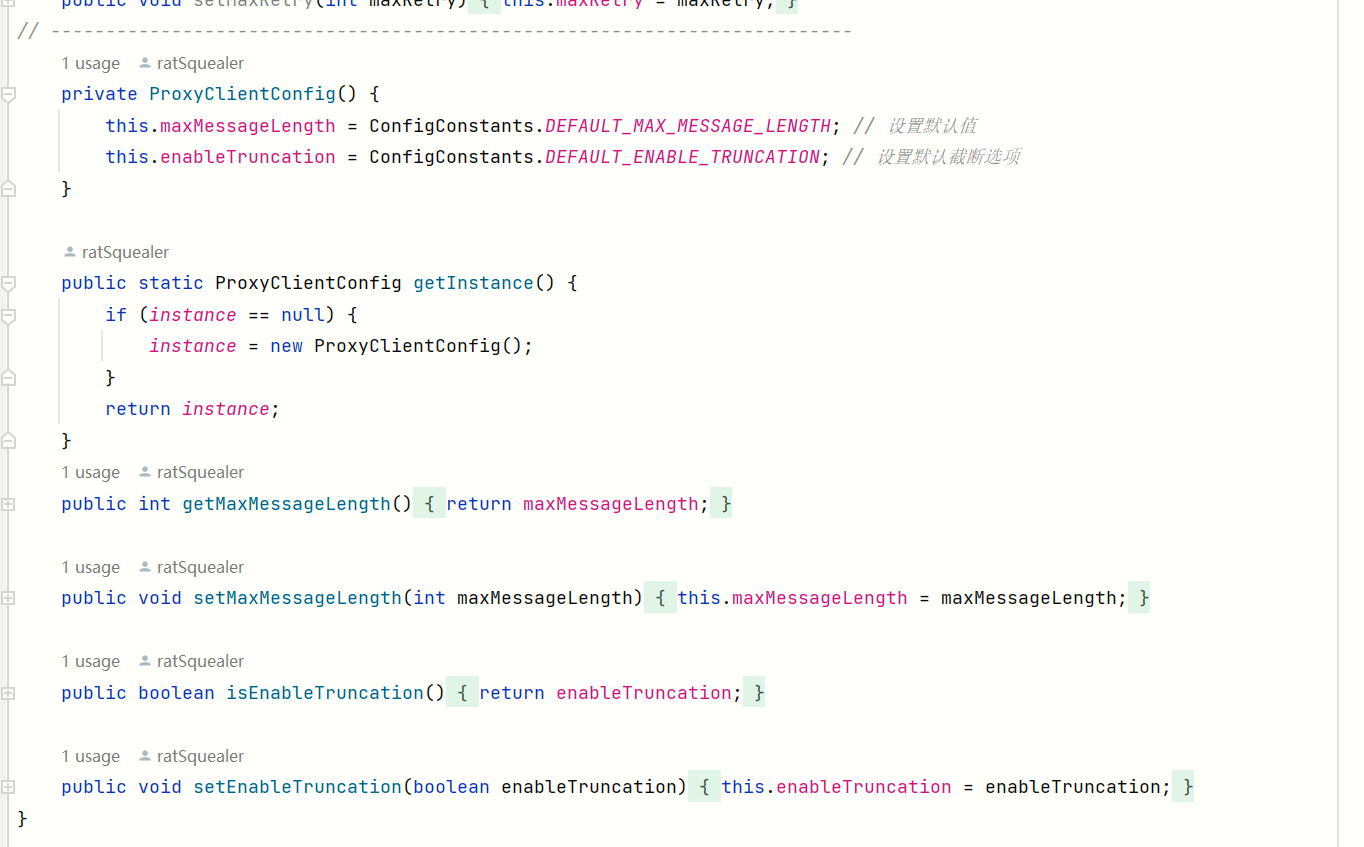 public void setMaxRetry(int maxRetry) { this.maxRetry = maxRetry; }
// -------------------------------------------------------------------------
1 usage ratSquealer
private ProxyClientConfig() {
this.maxMessageLength = ConfigConstants.DEFAULT_MAX_MESSAGE_LENGTH; // 设置默认值
this.enableTruncation = ConfigConstants.DEFAULT_ENABLE_TRUNCATION; // 设置默认截断选项
}
ratSquealer
public static ProxyClientConfig getInstance() {
if (instance == null) {
instance = new ProxyClientConfig();
}
return instance;
}
1 usage ratSquealer
public int getMaxMessageLength() { return maxMessageLength; }
1 usage ratSquealer
public void setMaxMessageLength(int maxMessageLength) { this.maxMessageLength = maxMessageLength; }
1 usage ratSquealer
public boolean isEnableTruncation() { return enableTruncation; }
1 usage ratSquealer
public void setEnableTruncation(boolean enableTruncation) { this.enableTruncation = enableTruncation; }
}